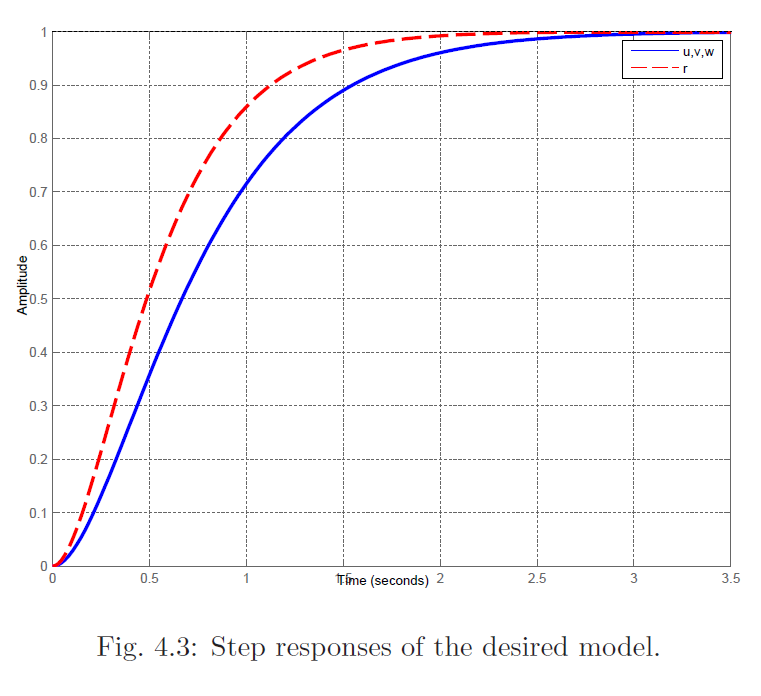 1
0.9
0.8
0.7
0.6
0.5
0.4
0.3
0.2
0.1
0
Amplitude
u,v,w
r
0 0.5 1 1.5 2 2.5 3 3.5
Time (seconds)
Fig. 4.3: Step responses of the desired model.